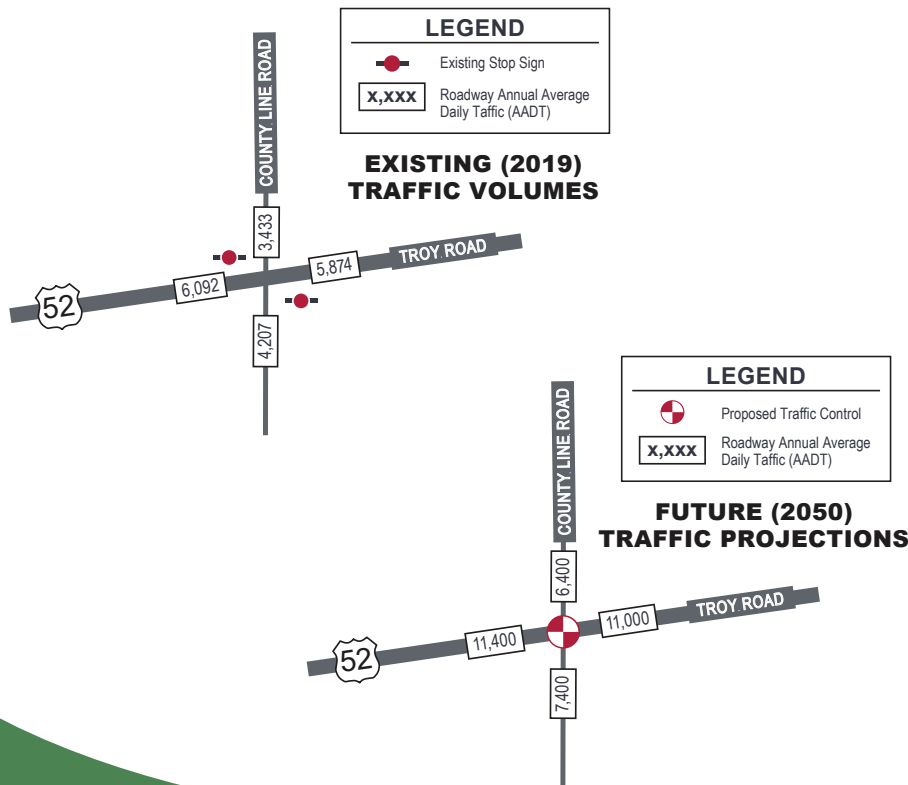 LEGEND
Existing Stop Sign
x,xxx
Roadway Annual Average
Daily Taffic (AADT)
EXISTING (2019)
TRAFFIC VOLUMES
COUNTY LINE ROAD
3,433
TROY ROAD
5,874
6,092
52
4,207
LEGEND
Proposed Traffic Control
x,xxx
Roadway Annual Average
Daily Taffic (AADT)
FUTURE (2050)
TRAFFIC PROJECTIONS
COUNTY LINE ROAD
6,400
TROY ROAD
11,000
11,400
52
7,400